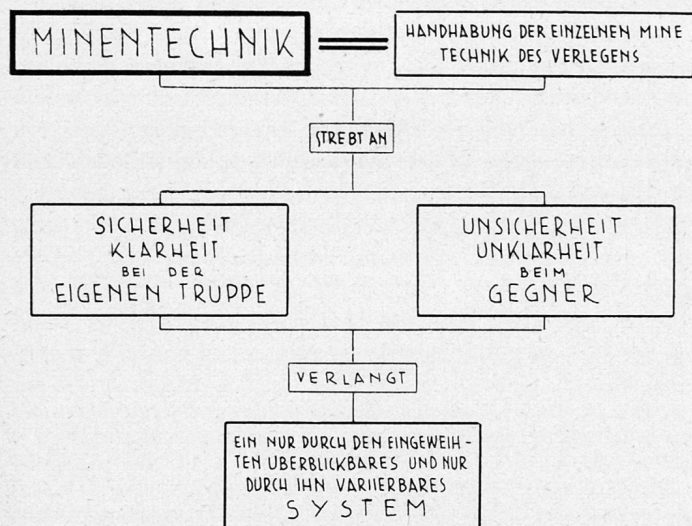 MINENTECHNIK
HANDHABUNG DER EINZELNEN MINE
TECHNIK DES VERLEGENS
STREBT AN
SICHERHEIT
KLARHEIT
BEI DER
EIGENEN TRUPPE
UNSICHERHEIT
UNKLARHEIT
BEIM
GEGNER
VERLANGT
EIN NUR DURCH DEN EINGEWEIH-
TEN UBERBLICKBARES UND NUR
DURCH IHN VARIIERBARES
SYSTEM